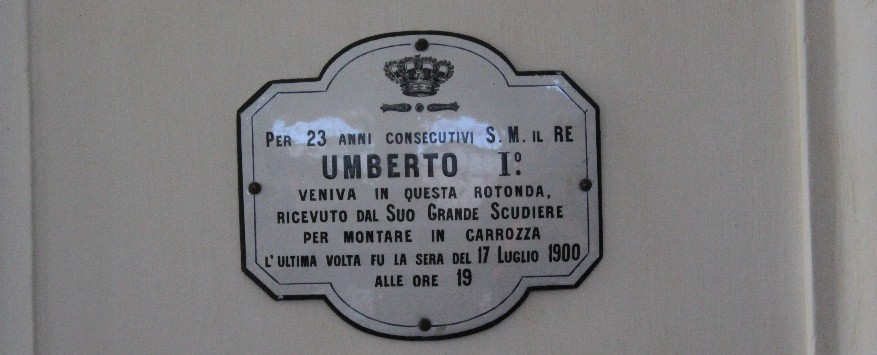 PER 23 ANNI CONSECUTIVI S. M. IL RE
UMBERTO Iº.
VENIVA IN QUESTA ROTONDA,
RICEVUTO DAL SUO GRANDE SCUDIERE
PER MONTARE IN CARROZZA
L'ULTIMA VOLTA FU LA SERA DEL 17 LUGLIO 1900
ALLE ORE 19